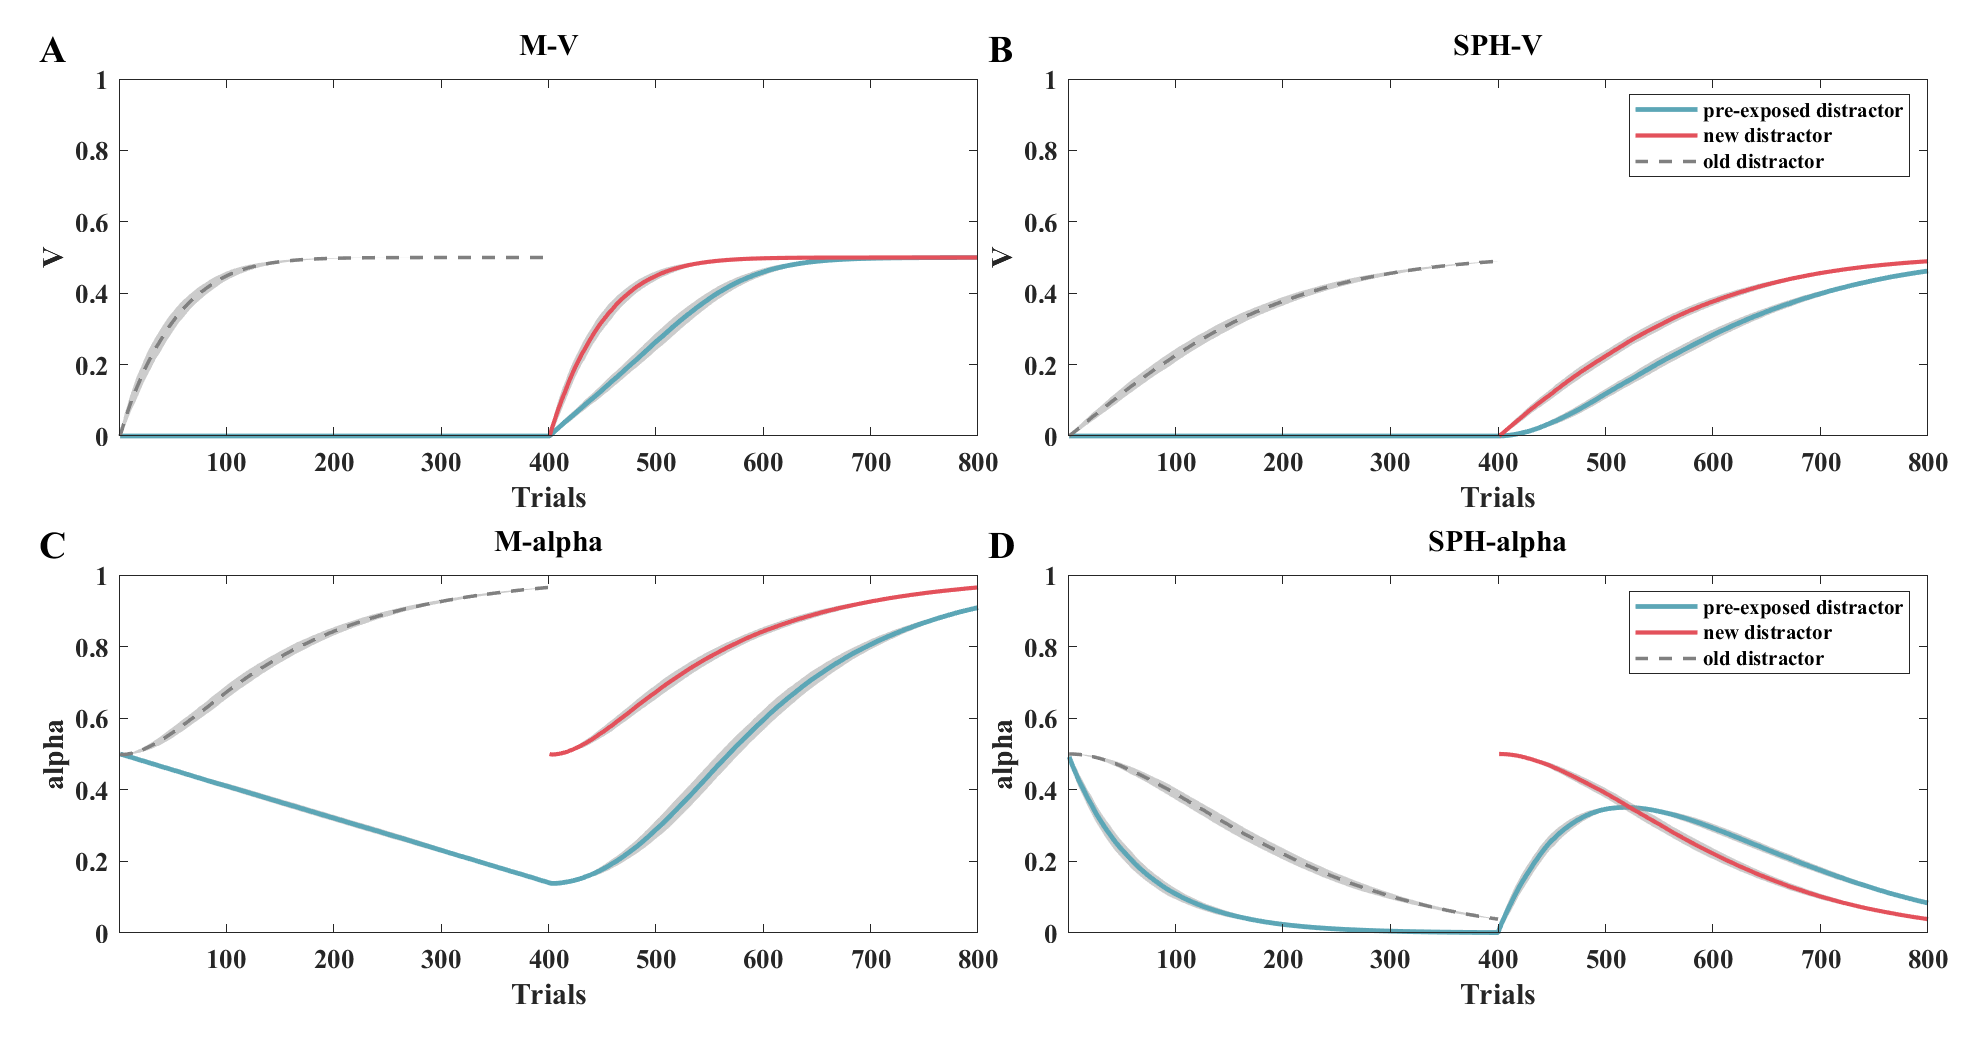 A
M-V
1
0.8
0.6
0.4
0.2
0
V
100 200 300 400 500 600 700 800
Trials
B
SPH-V
1
0.8
0.6
0.4
0.2
0
V
pre-exposed distractor
new distractor
old distractor
100 200 300 400 500 600 700 800
Trials
C
M-alpha
1
0.8
0.6
0.4
0.2
0
alpha
100 200 300 400 500 600 700 800
Trials
D
SPH-alpha
1
0.8
0.6
0.4
0.2
0
alpha
pre-exposed distractor
new distractor
old distractor
100 200 300 400 500 600 700 800
Trials